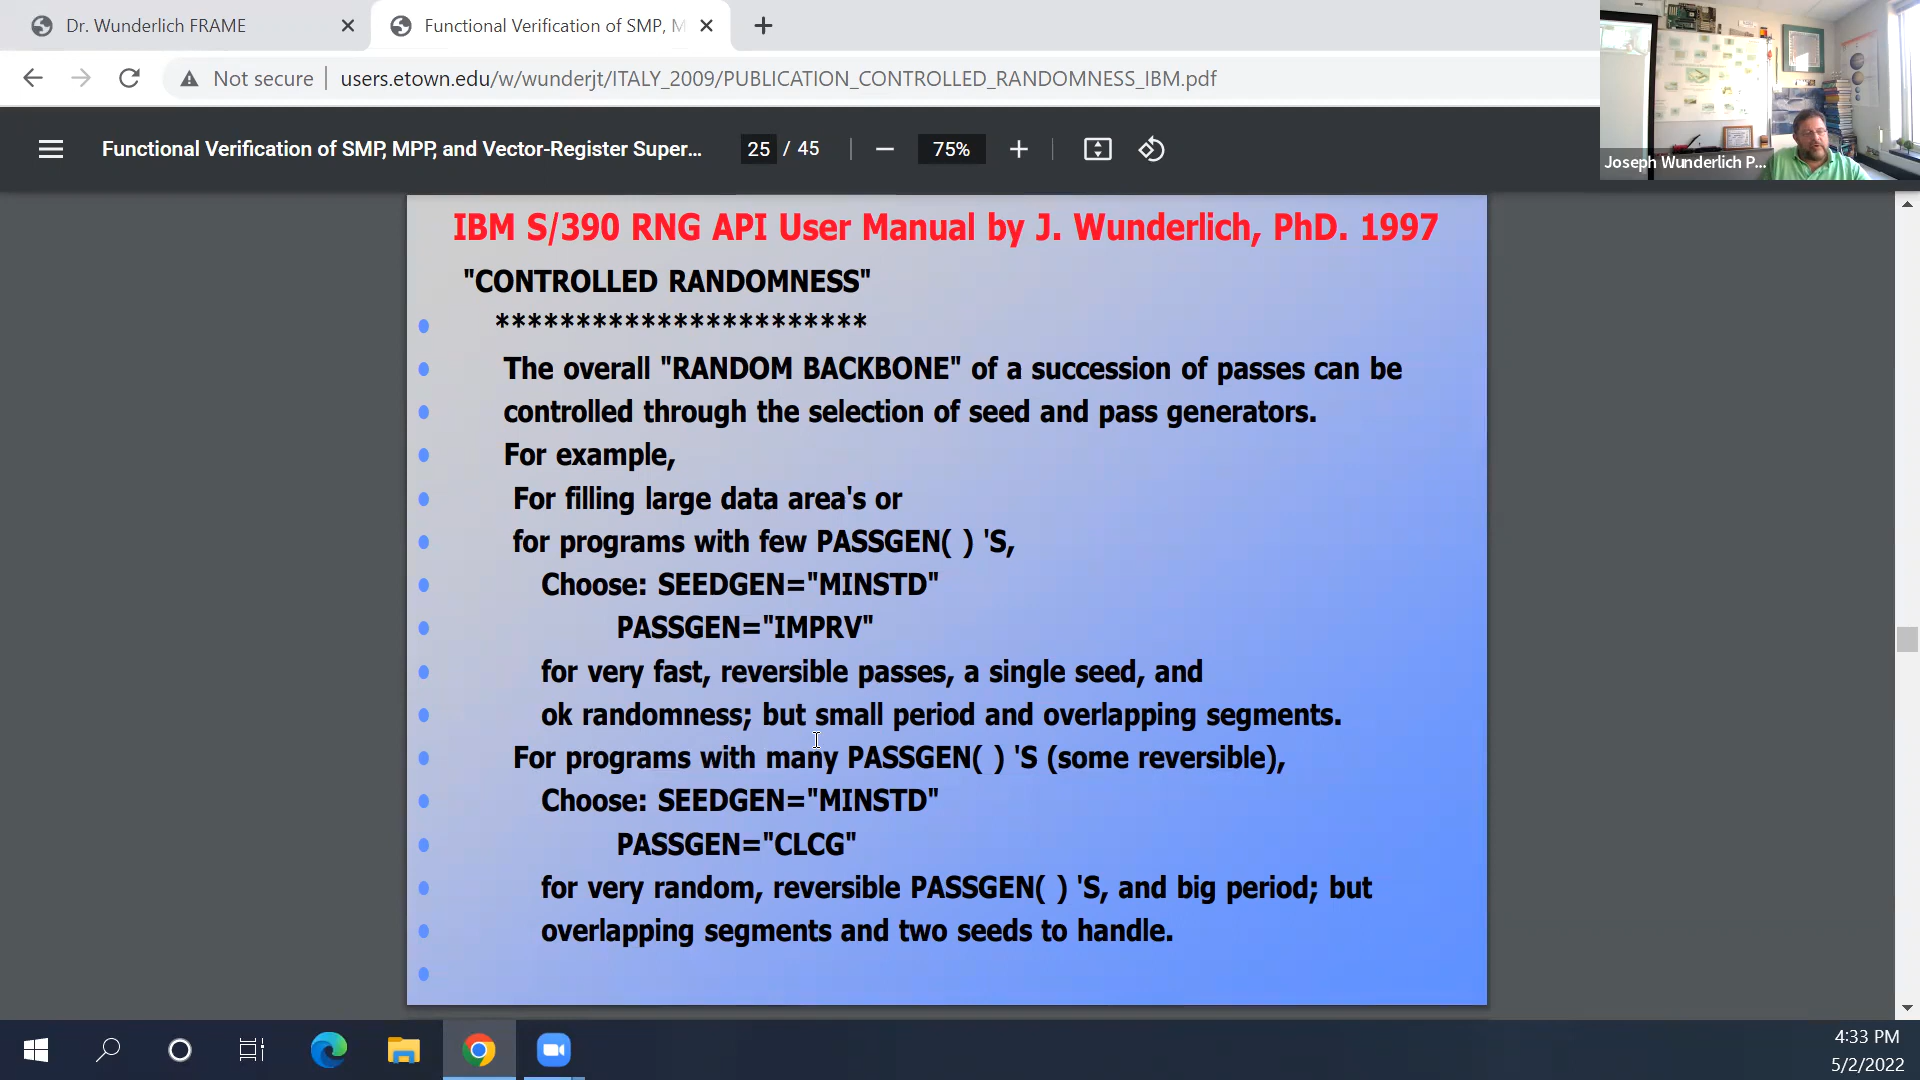 Dr. Wunderlich FRAME
Functional Verification of SMP, M
Not secure
users.etown.edu/w/wunderjt/ITALY_2009/PUBLICATION_CONTROLLED_RANDOMNESS_IBM.pdf
Functional Verification of SMP, MPP, and Vector-Register Super...
25 / 45
75%
Joseph Wunderlich P...
IBM S/390 RNG API User Manual by J. Wunderlich, PhD. 1997
"CONTROLLED RANDOMNESS"
***********************
The overall "RANDOM BACKBONE" of a succession of passes can be
controlled through the selection of seed and pass generators.
For example,
For filling large data area's or
for programs with few PASSGEN( ) 'S,
Choose: SEEDGEN="MINSTD"
PASSGEN="IMPRV"
for very fast, reversible passes, a single seed, and
ok randomness; but small period and overlapping segments.
For programs with many PASSGEN( ) 'S (some reversible),
Choose: SEEDGEN="MINSTD"
PASSGEN="CLCG"
for very random, reversible PASSGEN( ) 'S, and big period; but
overlapping segments and two seeds to handle.
4:33 PM
5/2/2022